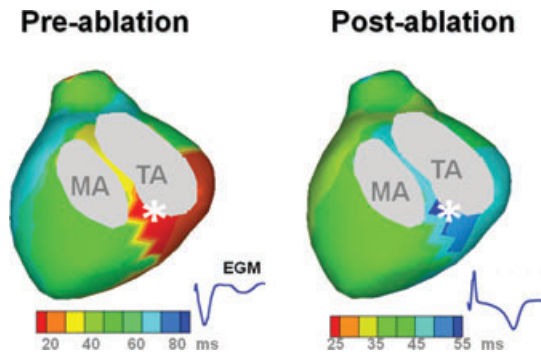 Pre-ablation
Post-ablation
MA
TA
MA
TA
*
*
EGM
20 40 60 80 ms
25 35 45 55 ms